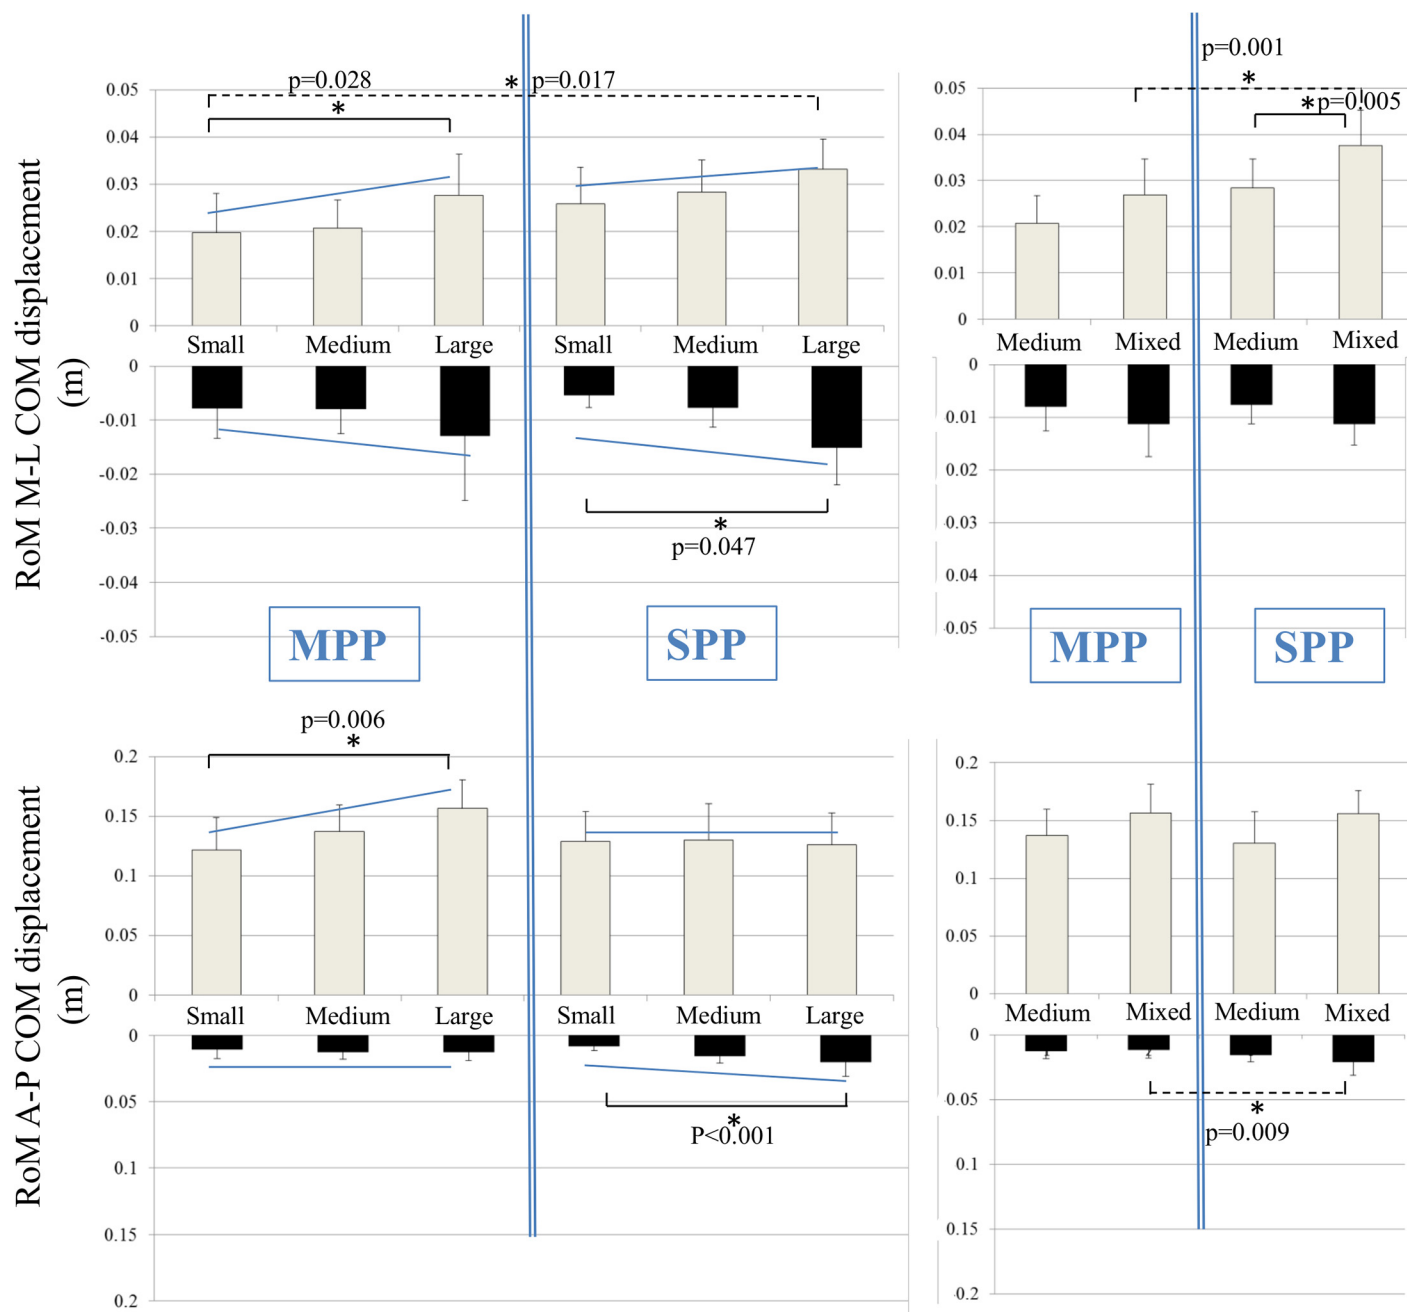 p=0.028
* p=0.017
*
0.05
0.04
0.03
0.02
0.01
0
Small Medium Large Small Medium Large
0
-0.01
-0.02
-0.03
-0.04
-0.05
*
p=0.047
MPP SPP
RoM M-L COM displacement
(m)
p=0.001
*
*p=0.005
0.05
0.04
0.03
0.02
0.01
0
Medium Mixed Medium Mixed
0
0.01
0.02
0.03
0.04
0.05
MPP SPP
p=0.006
*
0.2
0.15
0.1
0.05
0
Small Medium Large Small Medium Large
0
0.05
0.1
0.15
0.2
*
P<0.001
RoM A-P COM displacement
(m)
0.2
0.15
0.1
0.05
0
Medium Mixed Medium Mixed
0
0.05
0.1
0.15
0.2
*
p=0.009